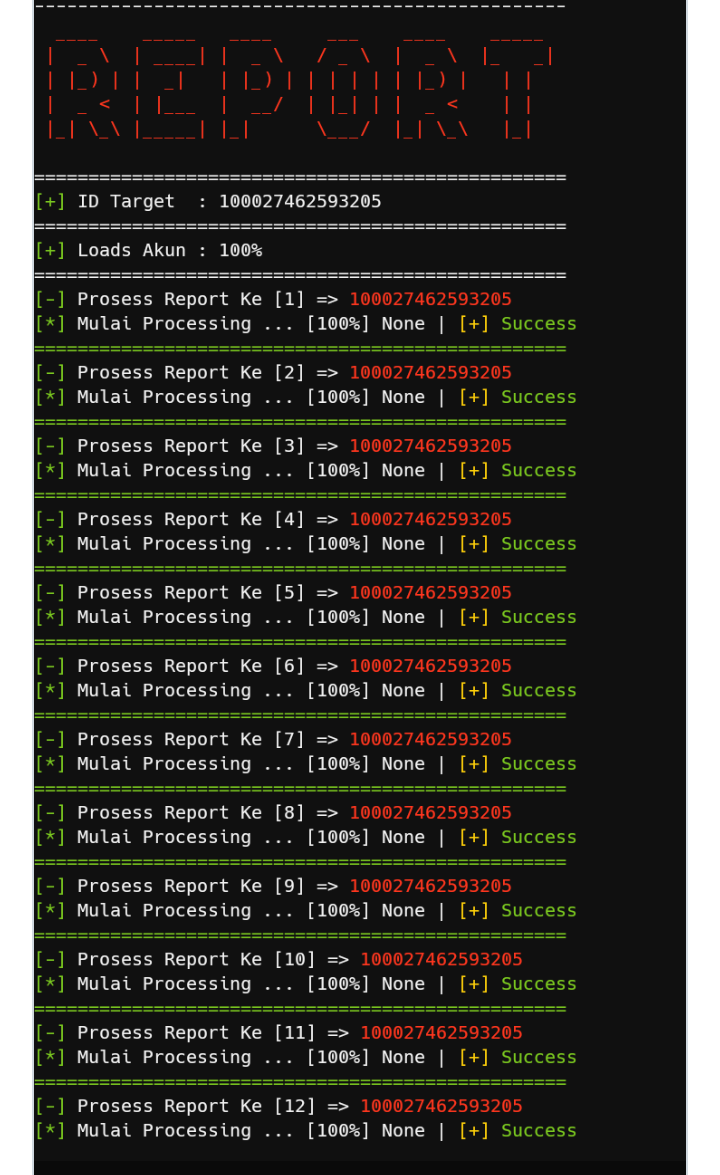 -------------------------------------------------
REPORT
=================================================
[+] ID Target  : 100027462593205
=================================================
[+] Loads Akun : 100%
=================================================
[-] Prosess Report Ke [1] => 100027462593205
[*] Mulai Processing ... [100%] None | [+] Success
=================================================
[-] Prosess Report Ke [2] => 100027462593205
[*] Mulai Processing ... [100%] None | [+] Success
=================================================
[-] Prosess Report Ke [3] => 100027462593205
[*] Mulai Processing ... [100%] None | [+] Success
=================================================
[-] Prosess Report Ke [4] => 100027462593205
[*] Mulai Processing ... [100%] None | [+] Success
=================================================
[-] Prosess Report Ke [5] => 100027462593205
[*] Mulai Processing ... [100%] None | [+] Success
=================================================
[-] Prosess Report Ke [6] => 100027462593205
[*] Mulai Processing ... [100%] None | [+] Success
=================================================
[-] Prosess Report Ke [7] => 100027462593205
[*] Mulai Processing ... [100%] None | [+] Success
=================================================
[-] Prosess Report Ke [8] => 100027462593205
[*] Mulai Processing ... [100%] None | [+] Success
=================================================
[-] Prosess Report Ke [9] => 100027462593205
[*] Mulai Processing ... [100%] None | [+] Success
=================================================
[-] Prosess Report Ke [10] => 100027462593205
[*] Mulai Processing ... [100%] None | [+] Success
=================================================
[-] Prosess Report Ke [11] => 100027462593205
[*] Mulai Processing ... [100%] None | [+] Success
=================================================
[-] Prosess Report Ke [12] => 100027462593205
[*] Mulai Processing ... [100%] None | [+] Success